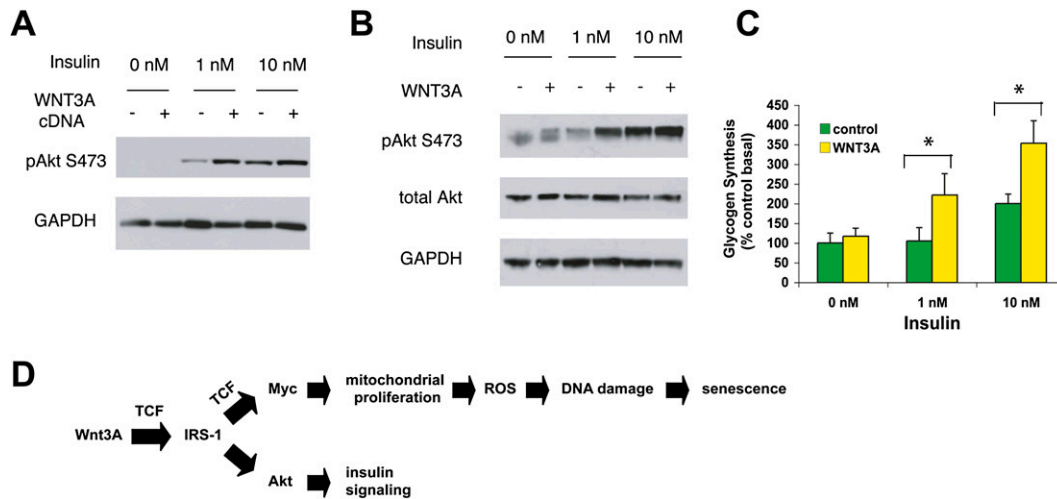 A
Insulin 0 nM 1 nM 10 nM
WNT3A
cDNA - + - + - +
pAkt S473
GAPDH
B
Insulin 0 nM 1 nM 10 nM
WNT3A - + - + - +
pAkt S473
total Akt
GAPDH
C
Glycogen Synthesis
(% control basal)
450
400
350
300
250
200
150
100
50
0
control
WNT3A
*
*
0 nM 1 nM 10 nM
Insulin
D
Wnt3A TCF IRS-1
TCF Myc mitochondrial
proliferation ROS DNA damage senescence
Akt insulin
signaling